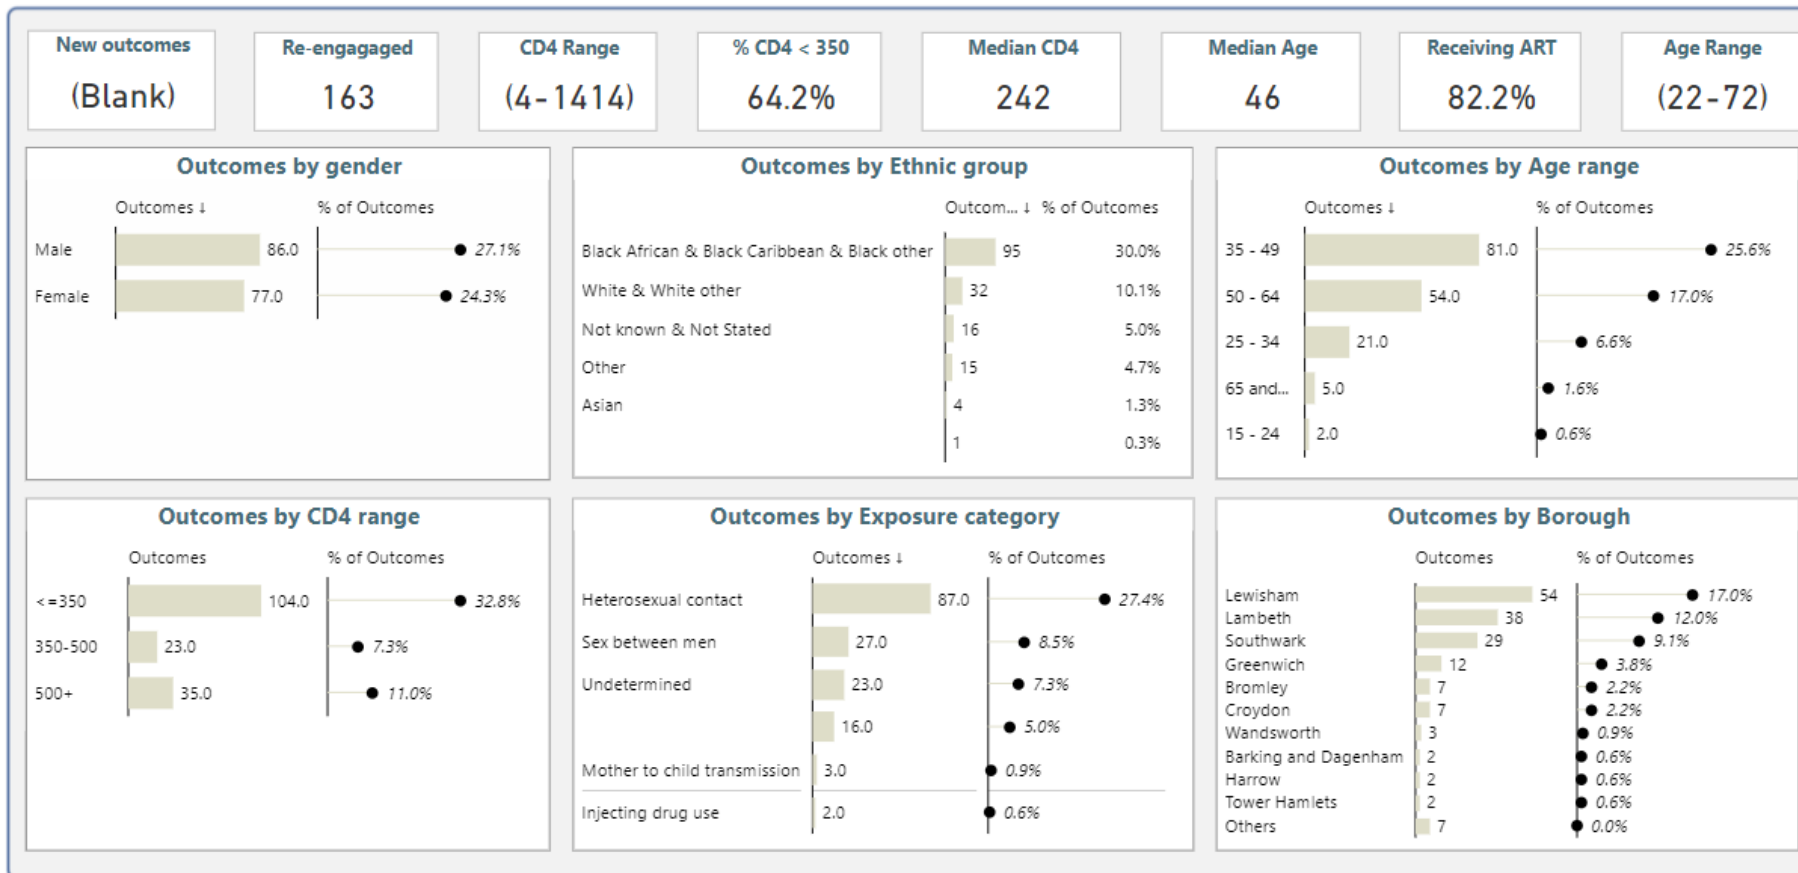 New outcomes
(Blank)
Re-engagaged
163
CD4 Range
(4-1414)
% CD4 < 350
64.2%
Median CD4
242
Median Age
46
Receiving ART
82.2%
Age Range
(22-72)
Outcomes by gender
Outcomes ↓ % of Outcomes
Male 86.0 27.1%
Female 77.0 24.3%
Outcomes by Ethnic group
Outcom... ↓ % of Outcomes
Black African & Black Caribbean & Black other 95 30.0%
White & White other 32 10.1%
Not known & Not Stated 16 5.0%
Other 15 4.7%
Asian 4 1.3%
1 0.3%
Outcomes by Age range
Outcomes ↓ % of Outcomes
35 - 49 81.0 25.6%
50 - 64 54.0 17.0%
25 - 34 21.0 6.6%
65 and... 5.0 1.6%
15 - 24 2.0 0.6%
Outcomes by CD4 range
Outcomes % of Outcomes
<=350 104.0 32.8%
350-500 23.0 7.3%
500+ 35.0 11.0%
Outcomes by Exposure category
Outcomes ↓ % of Outcomes
Heterosexual contact 87.0 27.4%
Sex between men 27.0 8.5%
Undetermined 23.0 7.3%
16.0 5.0%
Mother to child transmission 3.0 0.9%
Injecting drug use 2.0 0.6%
Outcomes by Borough
Outcomes % of Outcomes
Lewisham 54 17.0%
Lambeth 38 12.0%
Southwark 29 9.1%
Greenwich 12 3.8%
Bromley 7 2.2%
Croydon 7 2.2%
Wandsworth 3 0.9%
Barking and Dagenham 2 0.6%
Harrow 2 0.6%
Tower Hamlets 2 0.6%
Others 7 0.0%